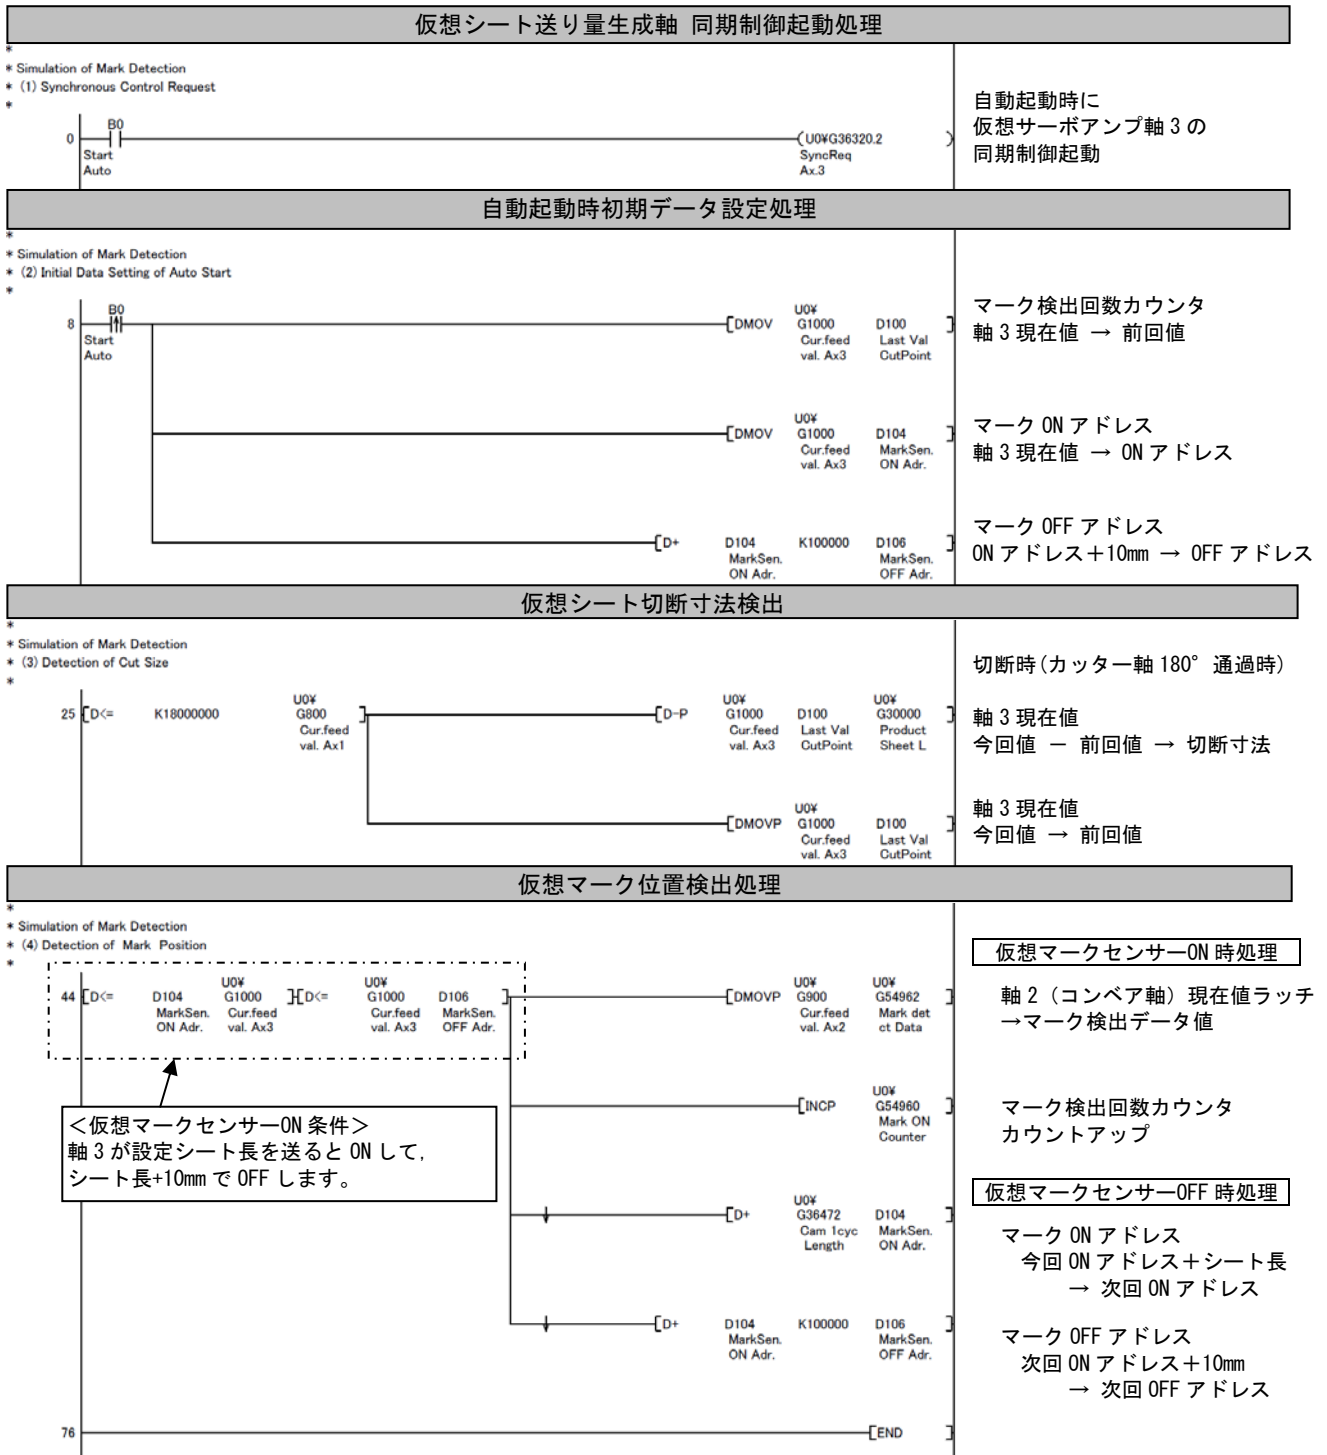 仮想シート送り量生成軸 同期制御起動処理
*
* Simulation of Mark Detection
* (1) Synchronous Control Request
*
0
B0
Start
Auto
U0¥G36320.2
SyncReq
Ax.3
自動起動時に
仮想サーボアンプ軸3の
同期制御起動
自動起動時初期データ設定処理
*
* Simulation of Mark Detection
* (2) Initial Data Setting of Auto Start
*
8
B0
Start
Auto
DMOV
U0¥
G1000
Cur.feed
val. Ax3
D100
Last Val
CutPoint
マーク検出回数カウンタ
軸3現在値 → 前回値
DMOV
U0¥
G1000
Cur.feed
val. Ax3
D104
MarkSen.
ON Adr.
マーク ON アドレス
軸3現在値 → ON アドレス
D+
D104
MarkSen.
ON Adr.
K100000
D106
MarkSen.
OFF Adr.
マーク OFF アドレス
ON アドレス＋10mm → OFF アドレス
仮想シート切断寸法検出
*
* Simulation of Mark Detection
* (3) Detection of Cut Size
*
25
D<=
K18000000
U0¥
G800
Cur.feed
val. Ax1
D-P
U0¥
G1000
Cur.feed
val. Ax3
D100
Last Val
CutPoint
U0¥
G30000
Product
Sheet L
切断時(カッター軸 180°通過時)
軸3現在値
今回値 － 前回値 → 切断寸法
DMOVP
U0¥
G1000
Cur.feed
val. Ax3
D100
Last Val
CutPoint
軸3現在値
今回値 → 前回値
仮想マーク位置検出処理
*
* Simulation of Mark Detection
* (4) Detection of Mark Position
*
44
D<=
D104
MarkSen.
ON Adr.
U0¥
G1000
Cur.feed
val. Ax3
D<=
U0¥
G1000
Cur.feed
val. Ax3
D106
MarkSen.
OFF Adr.
DMOVP
U0¥
G900
Cur.feed
val. Ax2
U0¥
G54962
Mark det
ct Data
仮想マークセンサーON 時処理
軸2（コンベア軸）現在値ラッチ
→マーク検出データ値
＜仮想マークセンサーON 条件＞
軸3が設定シート長を送ると ON して,
シート長+10mm で OFF します。
INCP
U0¥
G54960
Mark ON
Counter
マーク検出回数カウンタ
カウントアップ
仮想マークセンサーOFF 時処理
D+
U0¥
G36472
Cam 1cyc
Length
D104
MarkSen.
ON Adr.
マーク ON アドレス
今回 ON アドレス＋シート長
→ 次回 ON アドレス
D+
D104
MarkSen.
ON Adr.
K100000
D106
MarkSen.
OFF Adr.
マーク OFF アドレス
次回 ON アドレス＋10mm
→ 次回 OFF アドレス
76
END